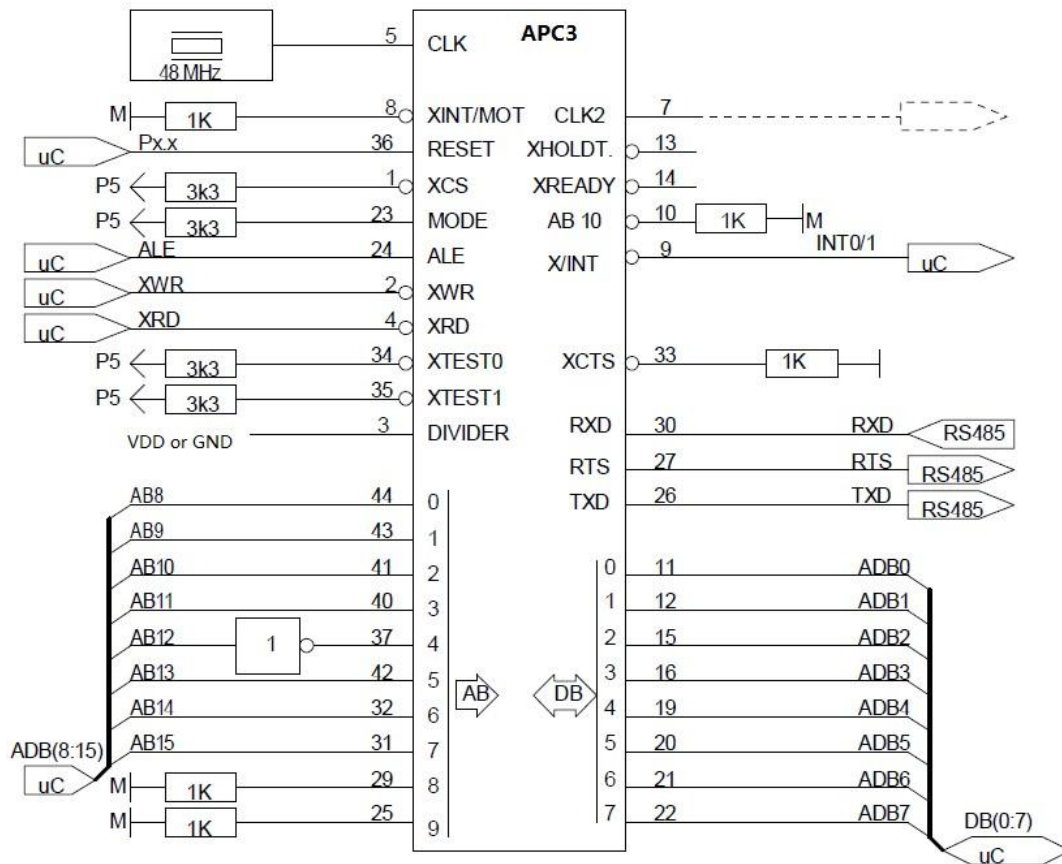 APC3
5 CLK
48 MHz
M 1K 8 XINT/MOT CLK2 7
uC Px.x 36 RESET XHOLDT. 13
P5 3k3 1 XCS XREADY 14
P5 3k3 23 MODE AB 10 10 1K M
uC ALE 24 ALE X/INT 9 INT0/1 uC
uC XWR 2 XWR
uC XRD 4 XRD
P5 3k3 34 XTEST0 XCTS 33 1K
P5 3k3 35 XTEST1
VDD or GND 3 DIVIDER RXD 30 RXD RS485
RTS 27 RTS RS485
AB8 44 0 TXD 26 TXD RS485
AB9 43 1
AB10 41 2 0 11 ADB0
AB11 40 3 1 12 ADB1
AB12 1 37 4 2 15 ADB2
AB13 42 5 AB DB 3 16 ADB3
AB14 32 6 4 19 ADB4
ADB(8:15) AB15 31 7 5 20 ADB5
uC M 1K 29 8 6 21 ADB6
M 1K 25 9 7 22 ADB7
DB(0:7)
uC